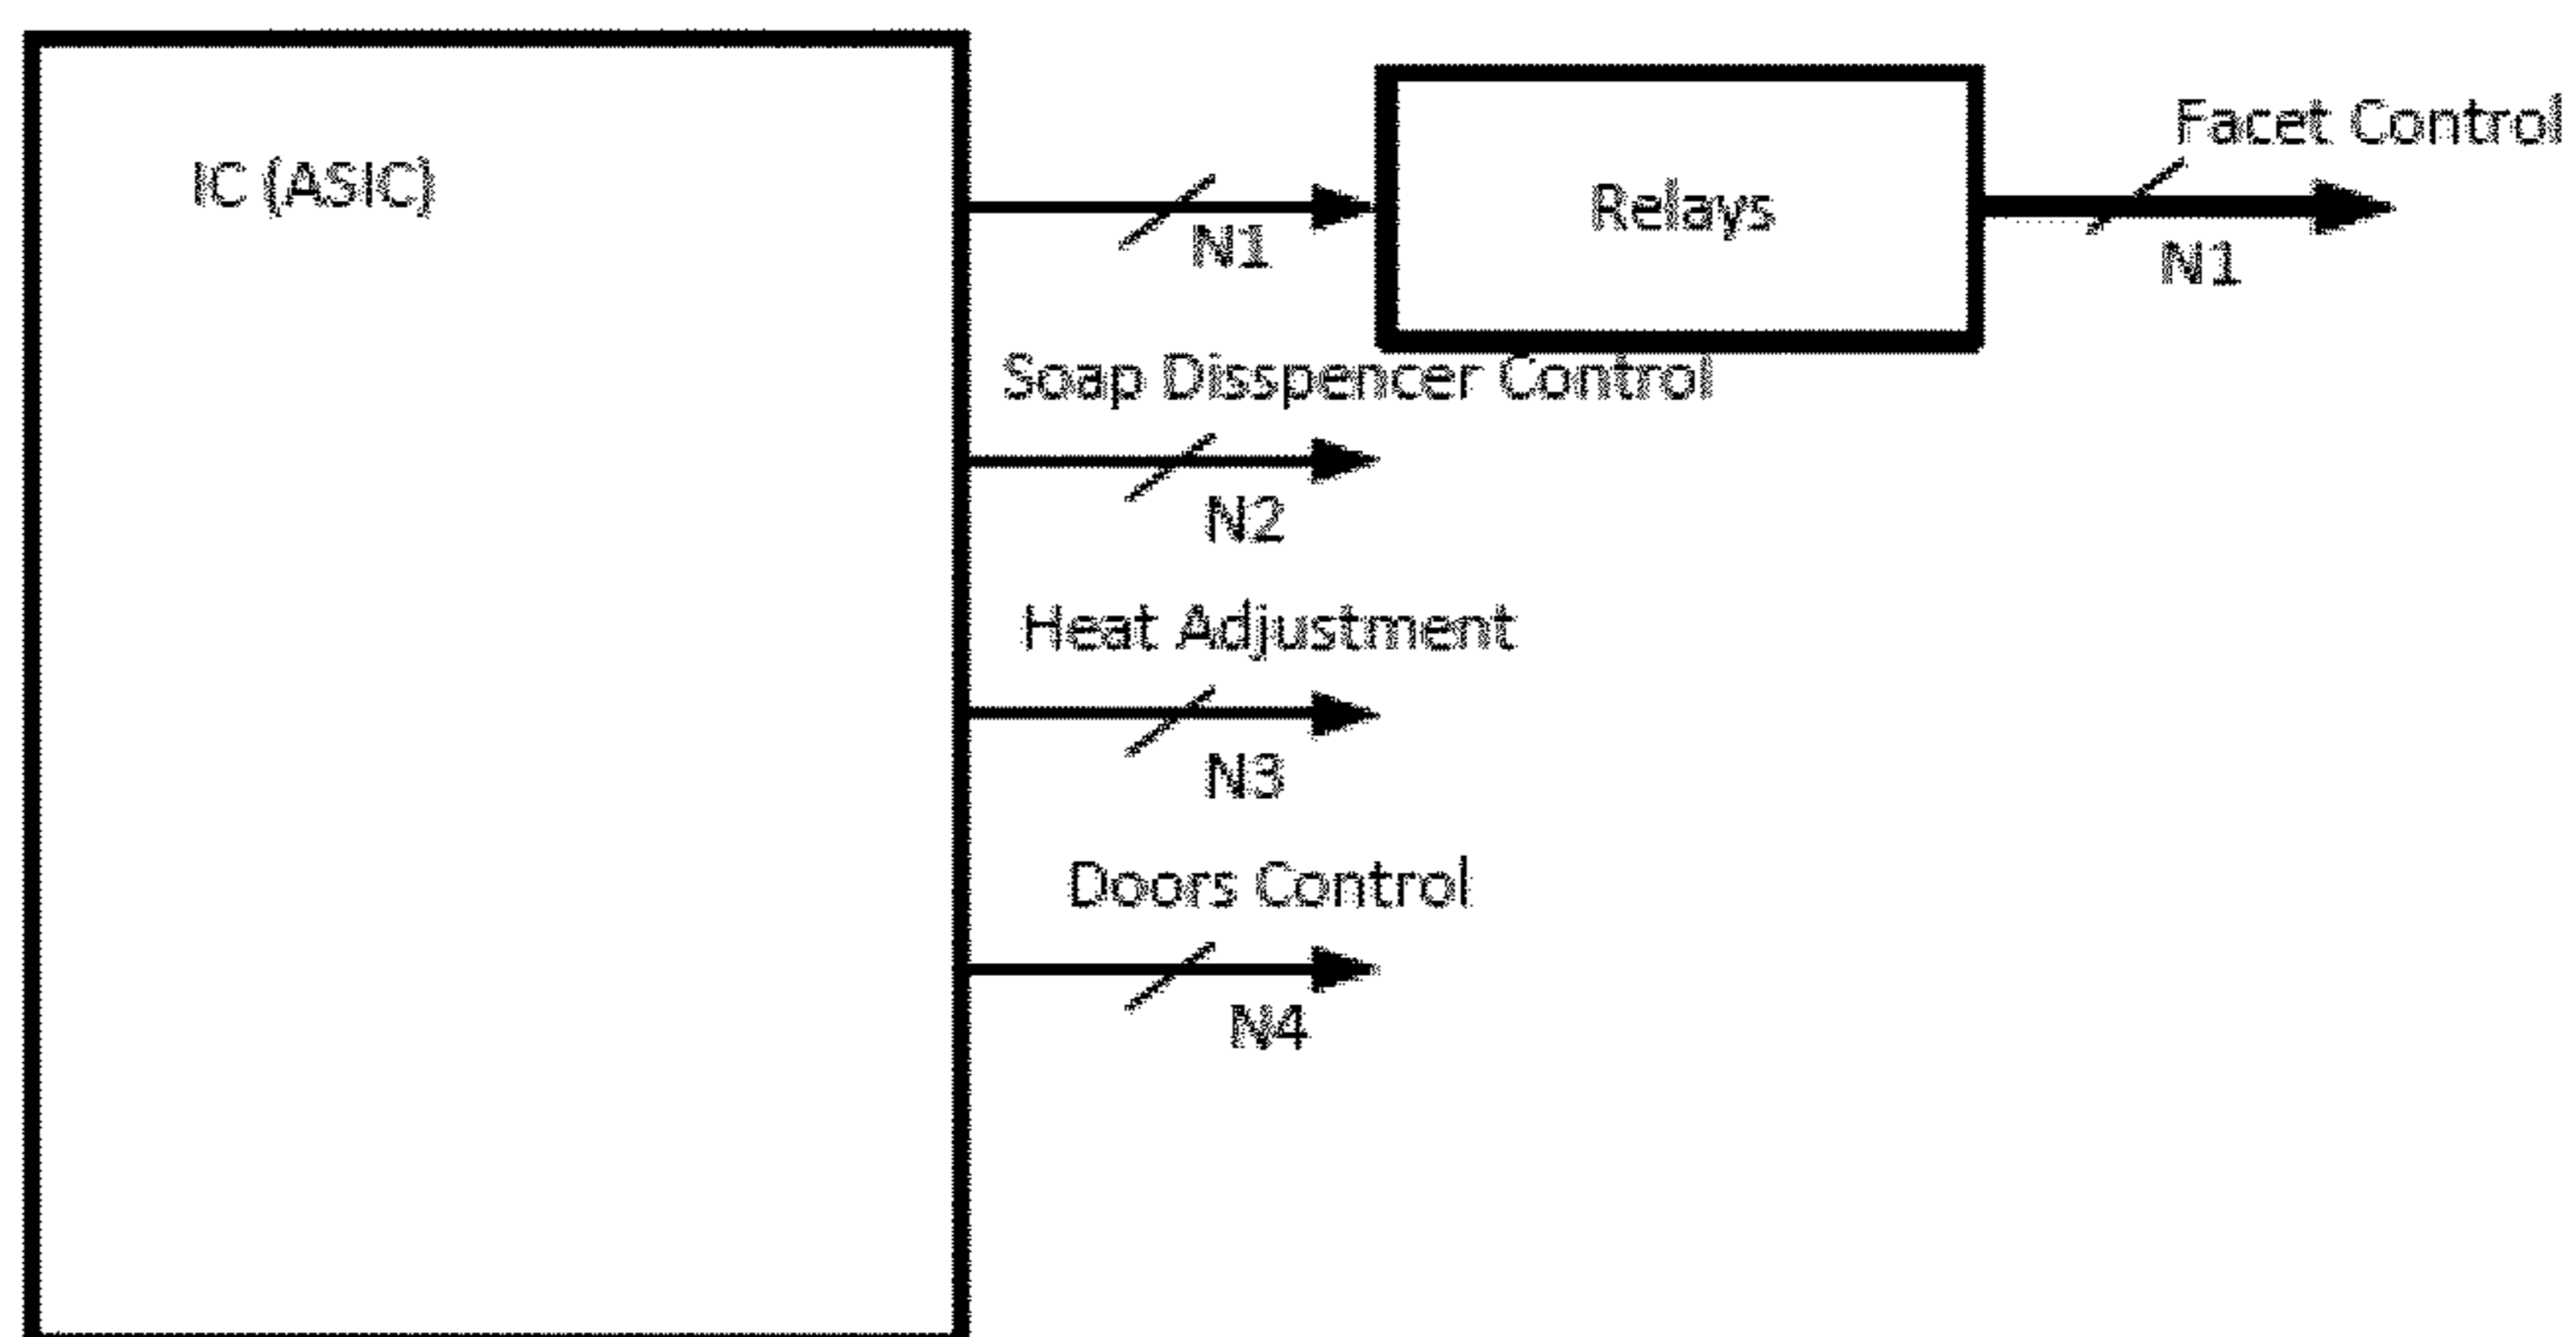 IC (ASIC)
Relays
Facet Control
N1
N1
Soap Disspencer Control
N2
Heat Adjustment
N3
Doors Control
N4